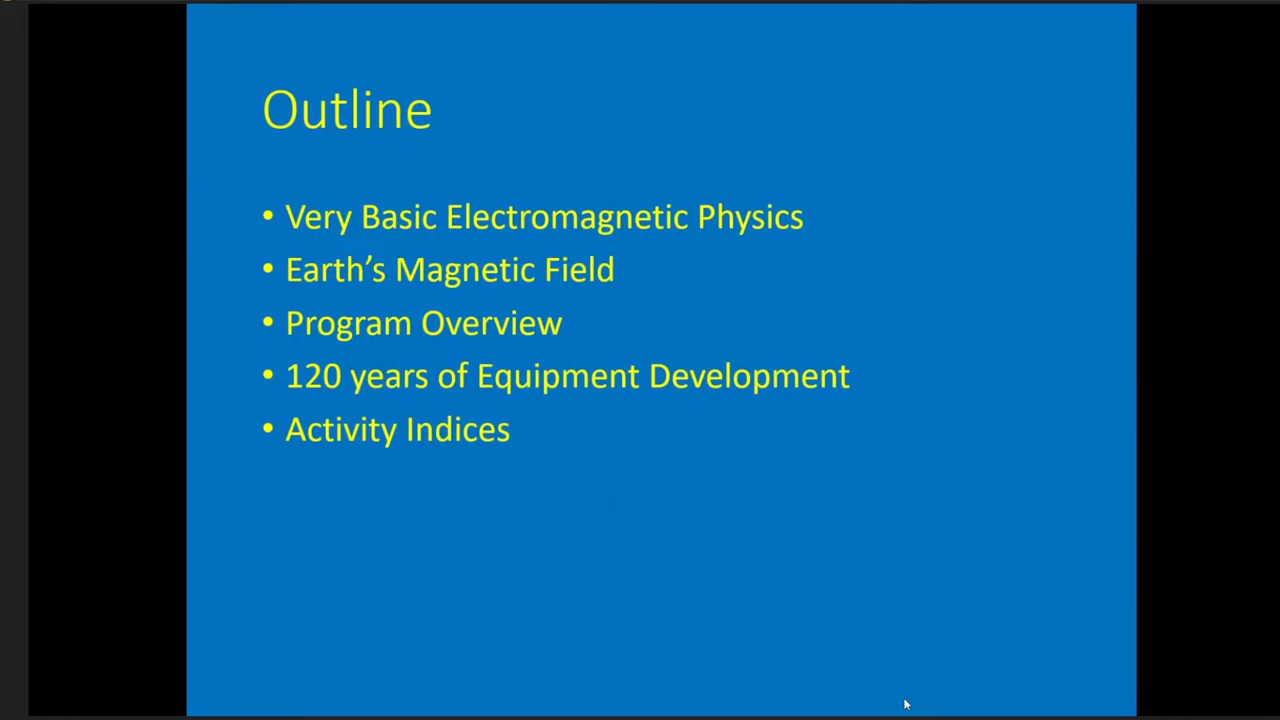 Outline
• Very Basic Electromagnetic Physics
• Earth’s Magnetic Field
• Program Overview
• 120 years of Equipment Development
• Activity Indices